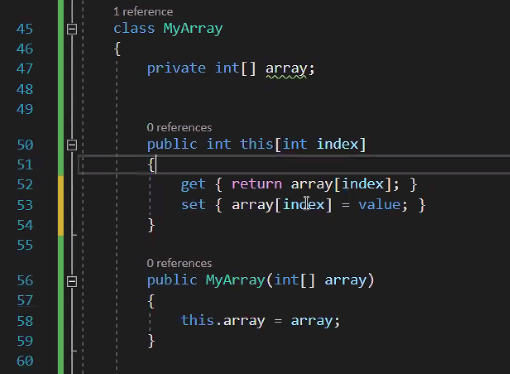 1 reference
45 class MyArray
46 {
47 private int[] array;
48
49
0 references
50 public int this[int index]
51 {
52 get { return array[index]; }
53 set { array[index] = value; }
54 }
55
0 references
56 public MyArray(int[] array)
57 {
58 this.array = array;
59 }
60